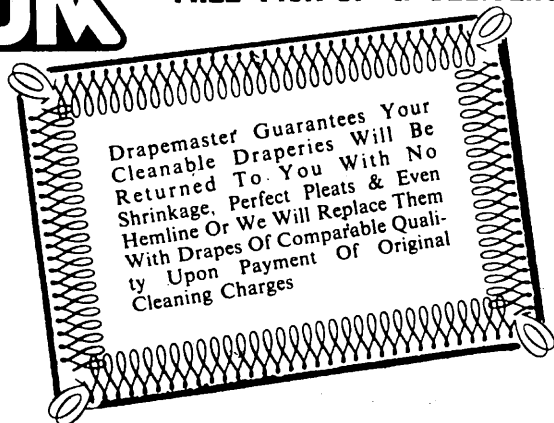 Drapemaster Guarantees Your
Cleanable Draperies Will Be
Returned To You With No
Shrinkage, Perfect Pleats & Even
Hemline Or We Will Replace Them
With Drapes Of Comparable Quali-
ty Upon Payment Of Original
Cleaning Charges